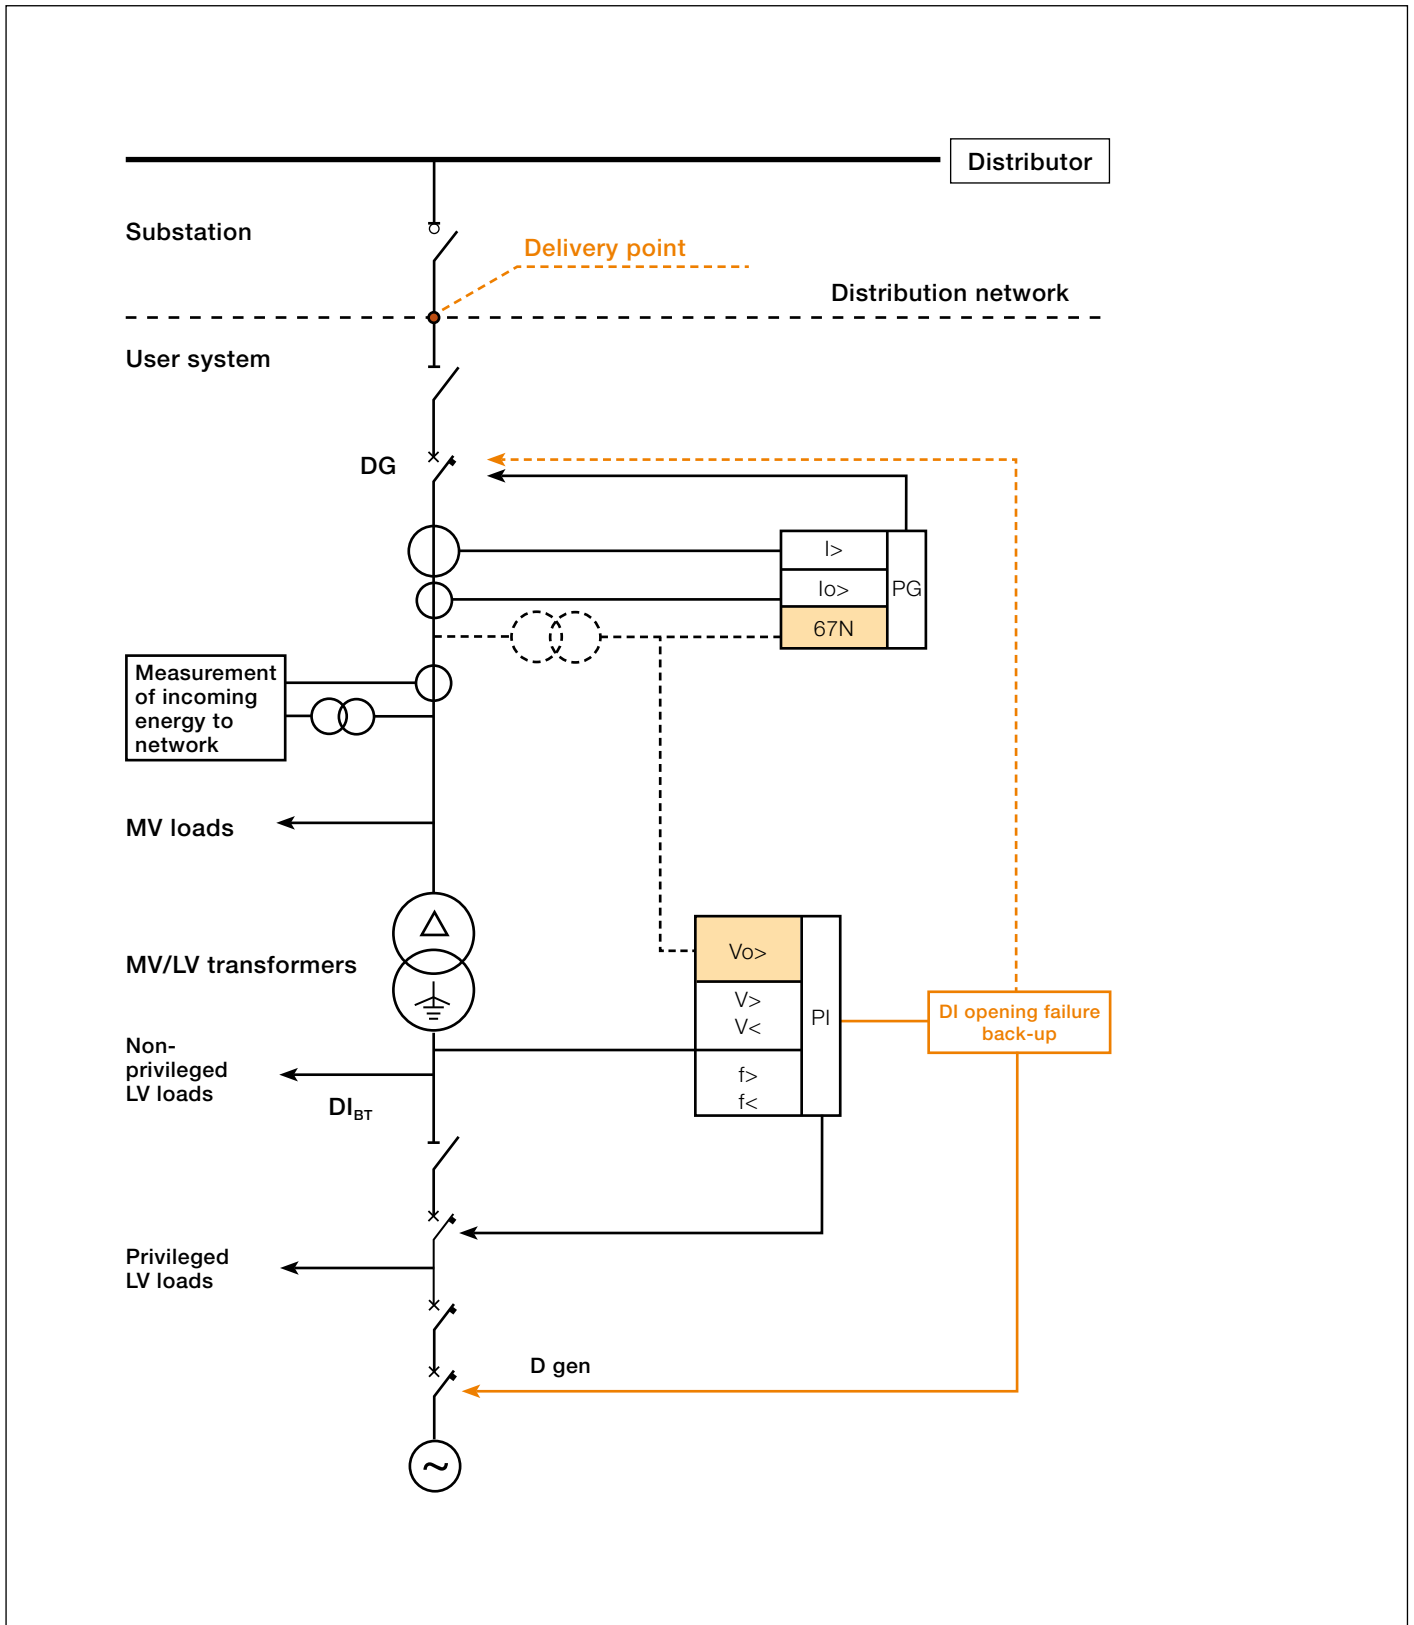 Distributor
Substation
Delivery point
Distribution network
User system
DG
I>
Io>
PG
67N
Measurement
of incoming
energy to
network
MV loads
Vo>
MV/LV transformers
V>
V<
PI
DI opening failure
back-up
Non-
privileged
LV loads
f>
f<
DI_BT
Privileged
LV loads
D gen
~